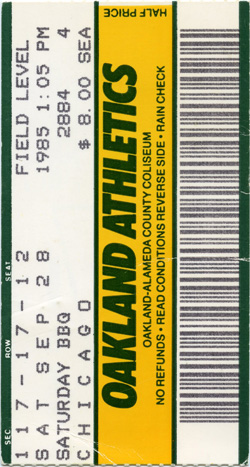 SEC ROW SEAT
117-17-12 FIELD LEVEL
SAT SEP 28 1985 1:05 PM
SATURDAY BBQ 2884 4
CHICAGO $ 8.00 SEA
HALF PRICE
OAKLAND ATHLETICS
OAKLAND-ALAMEDA COUNTY COLISEUM
NO REFUNDS • READ CONDITIONS REVERSE SIDE • RAIN CHECK